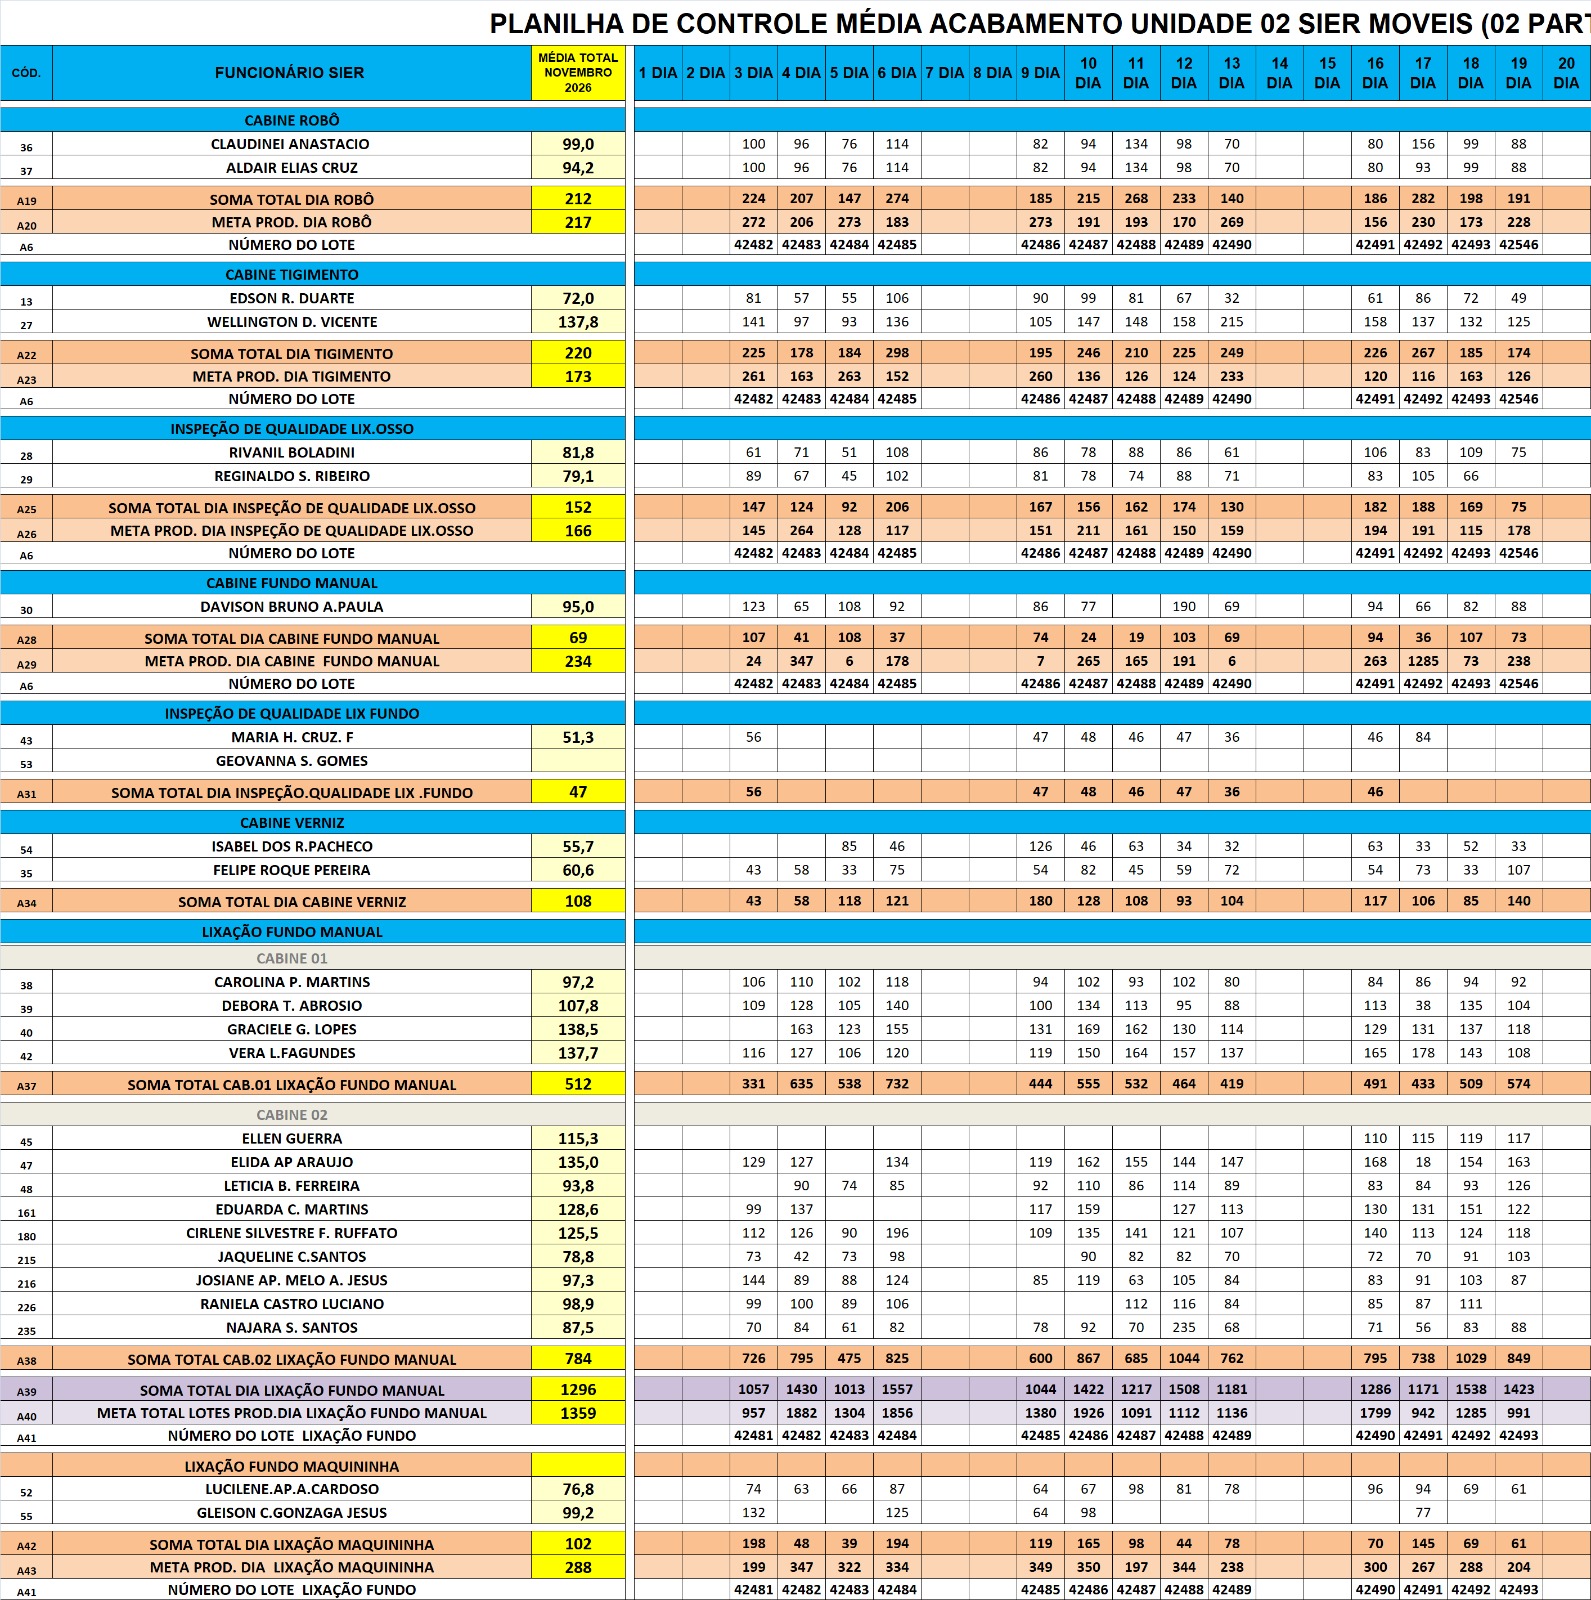 PLANILHA DE CONTROLE MÉDIA ACABAMENTO UNIDADE 02 SIER MOVEIS (02 PART
CÓD. FUNCIONÁRIO SIER MÉDIA TOTAL NOVEMBRO 2026 1 DIA 2 DIA 3 DIA 4 DIA 5 DIA 6 DIA 7 DIA 8 DIA 9 DIA 10 DIA 11 DIA 12 DIA 13 DIA 14 DIA 15 DIA 16 DIA 17 DIA 18 DIA 19 DIA 20 DIA
CABINE ROBÔ
36 CLAUDINEI ANASTACIO 99,0 100 96 76 114 82 94 134 98 70 80 156 99 88
37 ALDAIR ELIAS CRUZ 94,2 100 96 76 114 82 94 134 98 70 80 93 99 88
A19 SOMA TOTAL DIA ROBÔ 212 224 207 147 274 185 215 268 233 140 186 282 198 191
A20 META PROD. DIA ROBÔ 217 272 206 273 183 273 191 193 170 269 156 230 173 228
A6 NÚMERO DO LOTE 42482 42483 42484 42485 42486 42487 42488 42489 42490 42491 42492 42493 42546
CABINE TIGIMENTO
13 EDSON R. DUARTE 72,0 81 57 55 106 90 99 81 67 32 61 86 72 49
27 WELLINGTON D. VICENTE 137,8 141 97 93 136 105 147 148 158 215 158 137 132 125
A22 SOMA TOTAL DIA TIGIMENTO 220 225 178 184 298 195 246 210 225 249 226 267 185 174
A23 META PROD. DIA TIGIMENTO 173 261 163 263 152 260 136 126 124 233 120 116 163 126
A6 NÚMERO DO LOTE 42482 42483 42484 42485 42486 42487 42488 42489 42490 42491 42492 42493 42546
INSPEÇÃO DE QUALIDADE LIX.OSSO
28 RIVANIL BOLADINI 81,8 61 71 51 108 86 78 88 86 61 106 83 109 75
29 REGINALDO S. RIBEIRO 79,1 89 67 45 102 81 78 74 88 71 83 105 66
A25 SOMA TOTAL DIA INSPEÇÃO DE QUALIDADE LIX.OSSO 152 147 124 92 206 167 156 162 174 130 182 188 169 75
A26 META PROD. DIA INSPEÇÃO DE QUALIDADE LIX.OSSO 166 145 264 128 117 151 211 161 150 159 194 191 115 178
A6 NÚMERO DO LOTE 42482 42483 42484 42485 42486 42487 42488 42489 42490 42491 42492 42493 42546
CABINE FUNDO MANUAL
30 DAVISON BRUNO A.PAULA 95,0 123 65 108 92 86 77 190 69 94 66 82 88
A28 SOMA TOTAL DIA CABINE FUNDO MANUAL 69 107 41 108 37 74 24 19 103 69 94 36 107 73
A29 META PROD. DIA CABINE FUNDO MANUAL 234 24 347 6 178 7 265 165 191 6 263 1285 73 238
A6 NÚMERO DO LOTE 42482 42483 42484 42485 42486 42487 42488 42489 42490 42491 42492 42493 42546
INSPEÇÃO DE QUALIDADE LIX FUNDO
43 MARIA H. CRUZ. F 51,3 56 47 48 46 47 36 46 84
53 GEOVANNA S. GOMES
A31 SOMA TOTAL DIA INSPEÇÃO.QUALIDADE LIX .FUNDO 47 56 47 48 46 47 36 46
CABINE VERNIZ
54 ISABEL DOS R.PACHECO 55,7 85 46 126 46 63 34 32 63 33 52 33
35 FELIPE ROQUE PEREIRA 60,6 43 58 33 75 54 82 45 59 72 54 73 33 107
A34 SOMA TOTAL DIA CABINE VERNIZ 108 43 58 118 121 180 128 108 93 104 117 106 85 140
LIXAÇÃO FUNDO MANUAL
CABINE 01
38 CAROLINA P. MARTINS 97,2 106 110 102 118 94 102 93 102 80 84 86 94 92
39 DEBORA T. ABROSIO 107,8 109 128 105 140 100 134 113 95 88 113 38 135 104
40 GRACIELE G. LOPES 138,5 163 123 155 131 169 162 130 114 129 131 137 118
42 VERA L.FAGUNDES 137,7 116 127 106 120 119 150 164 157 137 165 178 143 108
A37 SOMA TOTAL CAB.01 LIXAÇÃO FUNDO MANUAL 512 331 635 538 732 444 555 532 464 419 491 433 509 574
CABINE 02
45 ELLEN GUERRA 115,3 110 115 119 117
47 ELIDA AP ARAUJO 135,0 129 127 134 119 162 155 144 147 168 18 154 163
48 LETICIA B. FERREIRA 93,8 90 74 85 92 110 86 114 89 83 84 93 126
161 EDUARDA C. MARTINS 128,6 99 137 117 159 127 113 130 131 151 122
180 CIRLENE SILVESTRE F. RUFFATO 125,5 112 126 90 196 109 135 141 121 107 140 113 124 118
215 JAQUELINE C.SANTOS 78,8 73 42 73 98 90 82 82 70 72 70 91 103
216 JOSIANE AP. MELO A. JESUS 97,3 144 89 88 124 85 119 63 105 84 83 91 103 87
226 RANIELA CASTRO LUCIANO 98,9 99 100 89 106 112 116 84 85 87 111
235 NAJARA S. SANTOS 87,5 70 84 61 82 78 92 70 235 68 71 56 83 88
A38 SOMA TOTAL CAB.02 LIXAÇÃO FUNDO MANUAL 784 726 795 475 825 600 867 685 1044 762 795 738 1029 849
A39 SOMA TOTAL DIA LIXAÇÃO FUNDO MANUAL 1296 1057 1430 1013 1557 1044 1422 1217 1508 1181 1286 1171 1538 1423
A40 META TOTAL LOTES PROD.DIA LIXAÇÃO FUNDO MANUAL 1359 957 1882 1304 1856 1380 1926 1091 1112 1136 1799 942 1285 991
A41 NÚMERO DO LOTE LIXAÇÃO FUNDO 42481 42482 42483 42484 42485 42486 42487 42488 42489 42490 42491 42492 42493
LIXAÇÃO FUNDO MAQUININHA
52 LUCILENE.AP.A.CARDOSO 76,8 74 63 66 87 64 67 98 81 78 96 94 69 61
55 GLEISON C.GONZAGA JESUS 99,2 132 125 64 98 77
A42 SOMA TOTAL DIA LIXAÇÃO MAQUININHA 102 198 48 39 194 119 165 98 44 78 70 145 69 61
A43 META PROD. DIA LIXAÇÃO MAQUININHA 288 199 347 322 334 349 350 197 344 238 300 267 288 204
A41 NÚMERO DO LOTE LIXAÇÃO FUNDO 42481 42482 42483 42484 42485 42486 42487 42488 42489 42490 42491 42492 42493